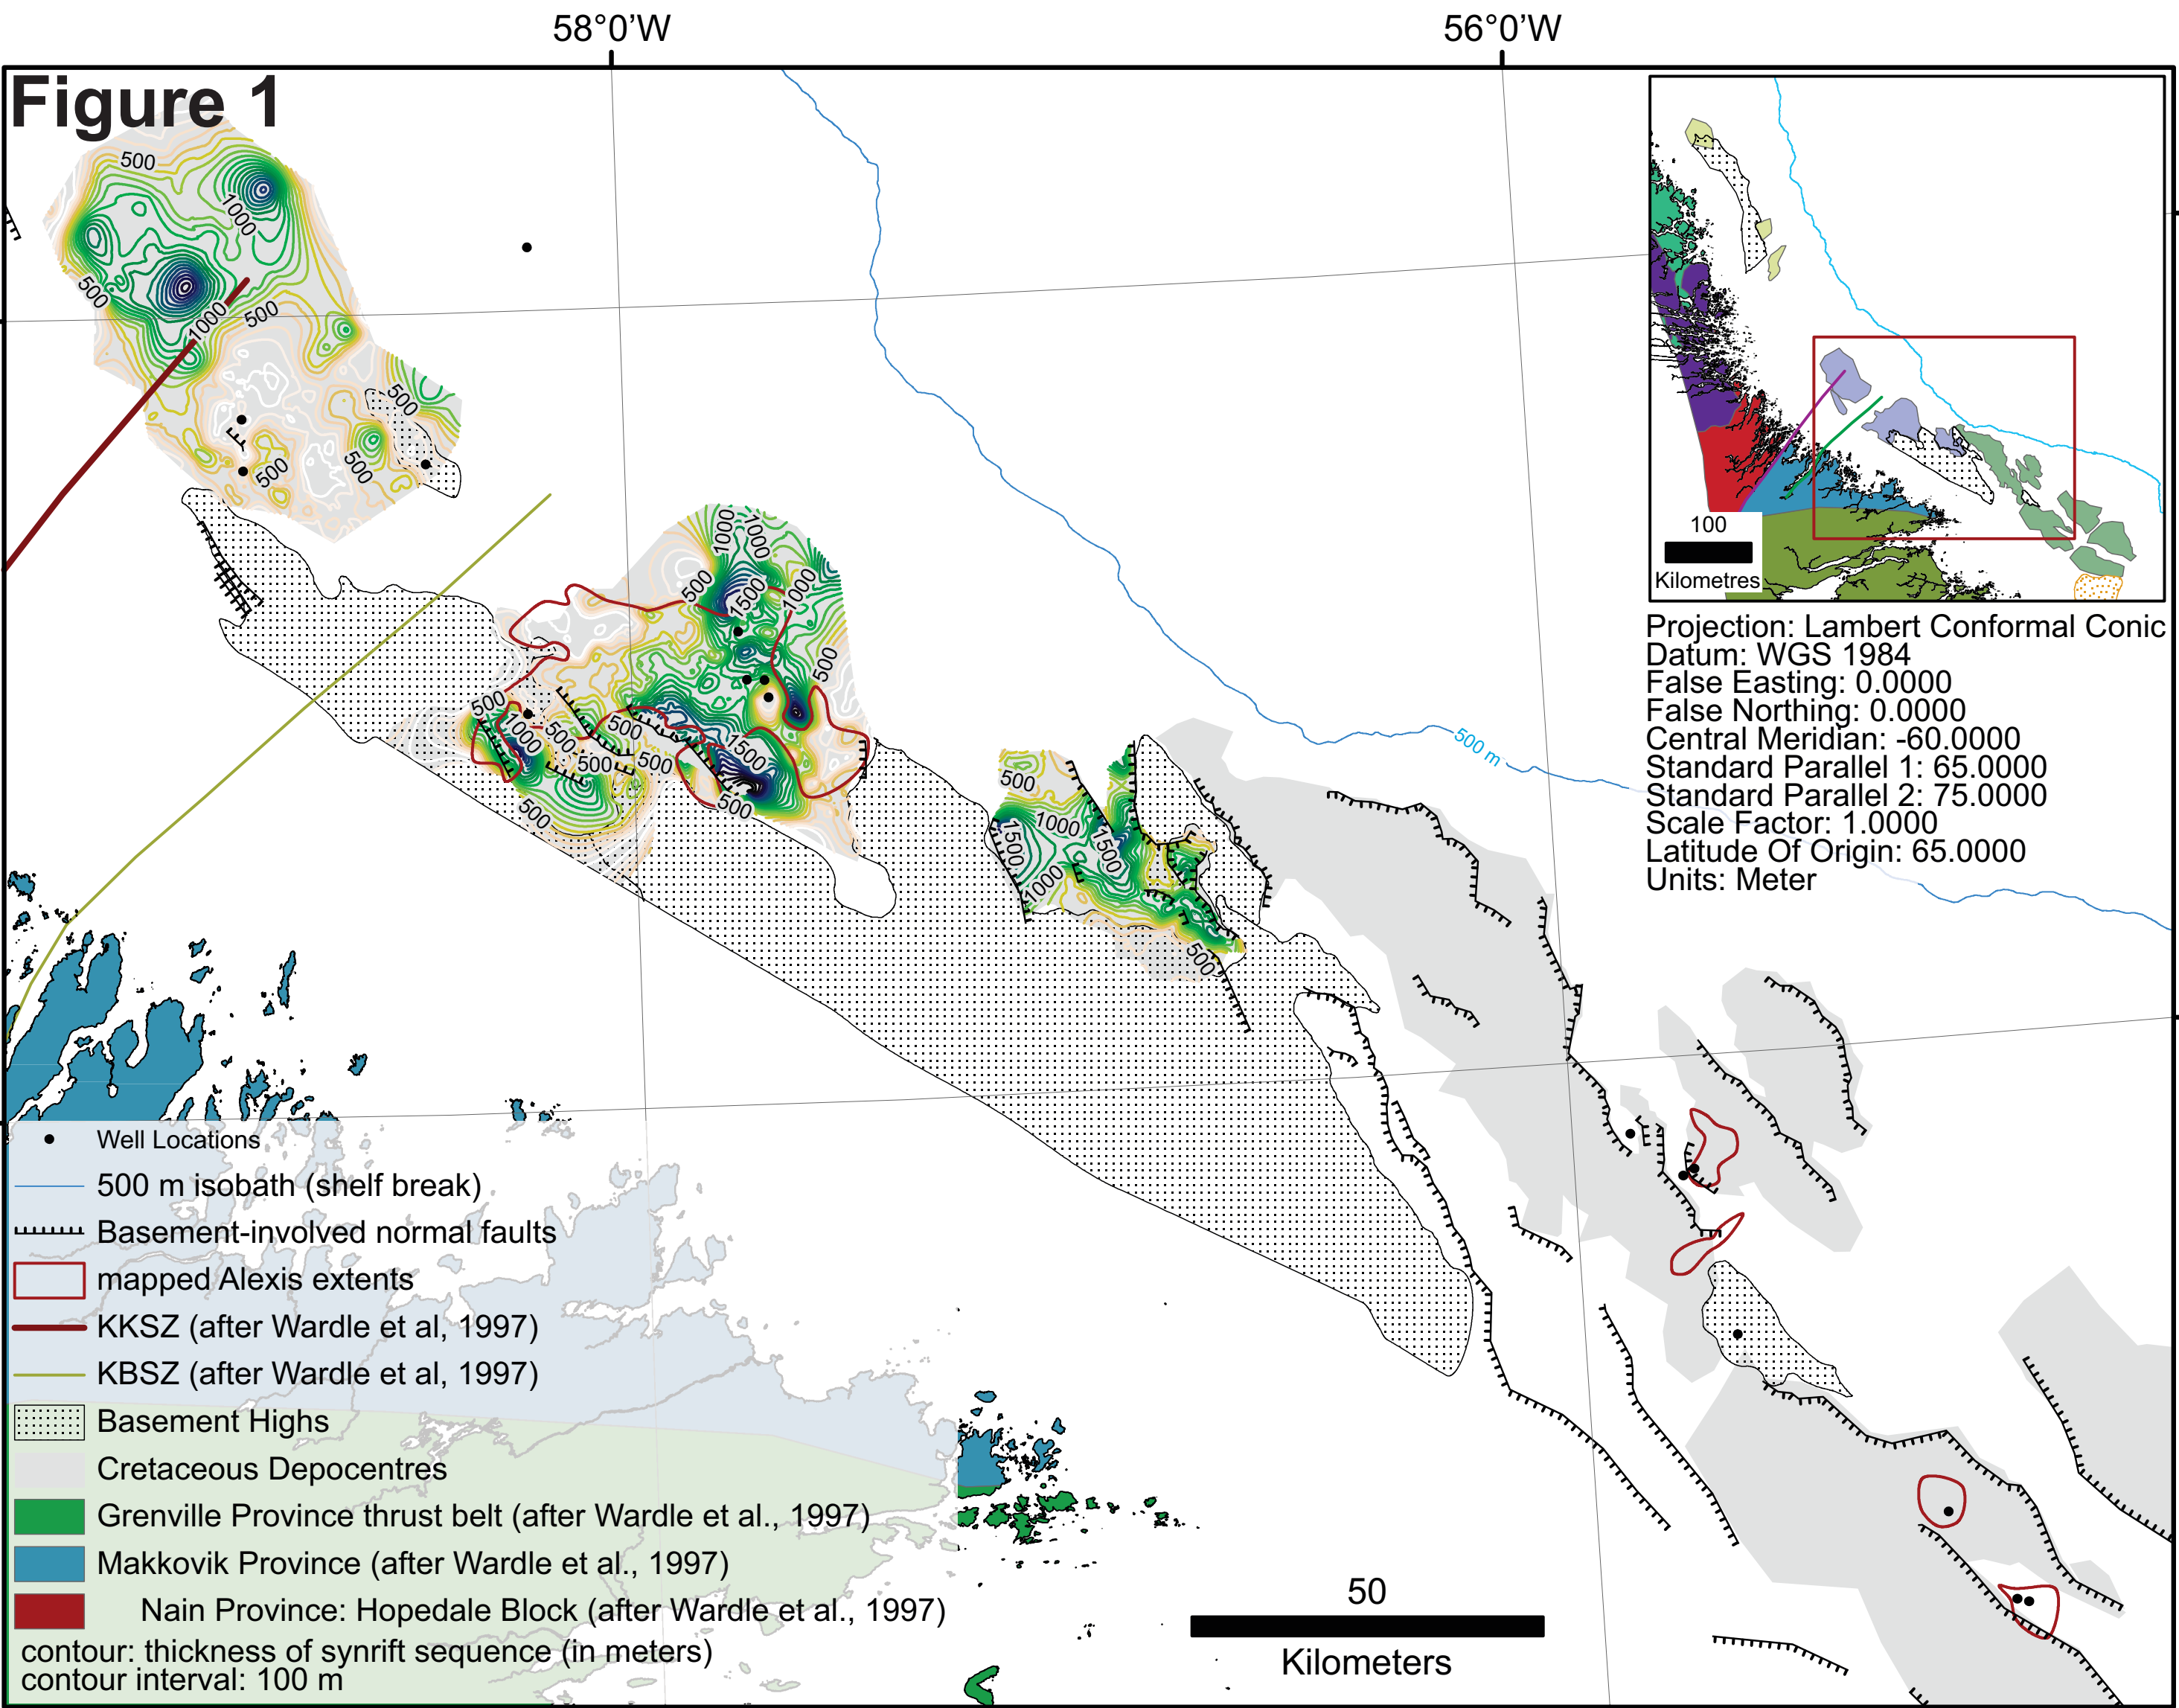 58°0'W
56°0'W
Figure 1
500
1000
500
1000
500
500
500
500
1000
1000
500
1500
1000
500
500
1000
500
500
500
500
1500
500
500
500 m
500
1000
1500
1500
1000
500
100
Kilometres
Projection: Lambert Conformal Conic
Datum: WGS 1984
False Easting: 0.0000
False Northing: 0.0000
Central Meridian: -60.0000
Standard Parallel 1: 65.0000
Standard Parallel 2: 75.0000
Scale Factor: 1.0000
Latitude Of Origin: 65.0000
Units: Meter
Well Locations
500 m isobath (shelf break)
Basement-involved normal faults
mapped Alexis extents
KKSZ (after Wardle et al, 1997)
KBSZ (after Wardle et al, 1997)
Basement Highs
Cretaceous Depocentres
Grenville Province thrust belt (after Wardle et al., 1997)
Makkovik Province (after Wardle et al., 1997)
Nain Province: Hopedale Block (after Wardle et al., 1997)
contour: thickness of synrift sequence (in meters)
contour interval: 100 m
50
Kilometers